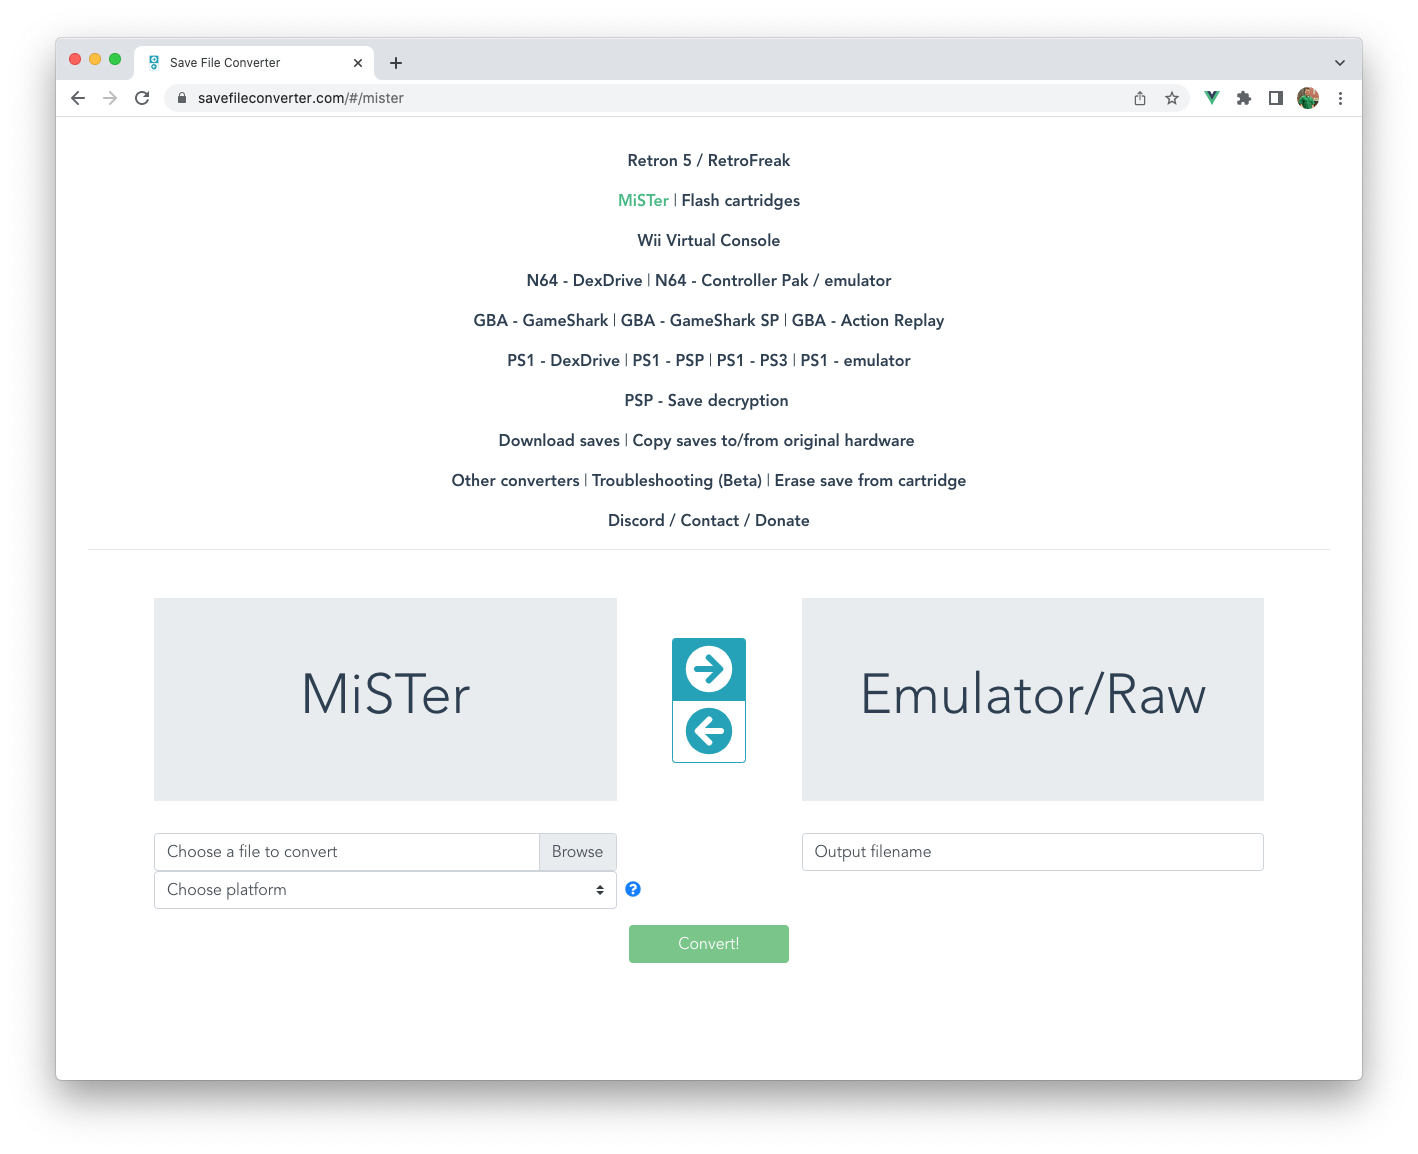 Save File Converter
savefileconverter.com/#/mister
Retron 5 / RetroFreak
MiSTer | Flash cartridges
Wii Virtual Console
N64 - DexDrive | N64 - Controller Pak / emulator
GBA - GameShark | GBA - GameShark SP | GBA - Action Replay
PS1 - DexDrive | PS1 - PSP | PS1 - PS3 | PS1 - emulator
PSP - Save decryption
Download saves | Copy saves to/from original hardware
Other converters | Troubleshooting (Beta) | Erase save from cartridge
Discord / Contact / Donate
MiSTer
Emulator/Raw
Choose a file to convert Browse
Output filename
Choose platform
Convert!